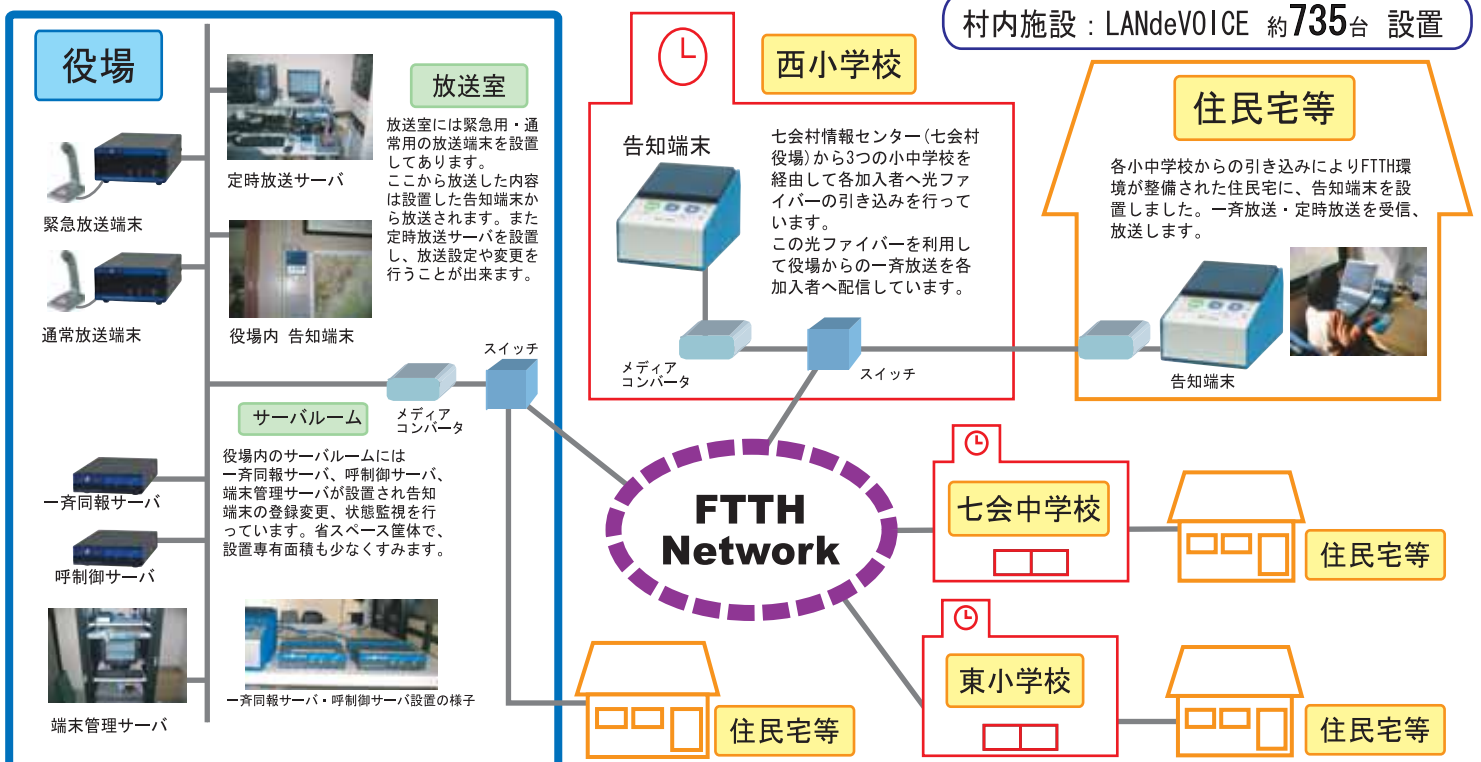 村内施設：LANdeVOICE 約735台 設置
役場
放送室
放送室には緊急用・通
常用の放送端末を設置
してあります。
ここから放送した内容
は設置した告知端末か
ら放送されます。また
定時放送サーバを設置
し、放送設定や変更を
行うことが出来ます。
定時放送サーバ
緊急放送端末
通常放送端末
役場内 告知端末
スイッチ
メディア
コンバータ
サーバルーム
役場内のサーバルームには
一斉同報サーバ、呼制御サーバ、
端末管理サーバが設置され告知
端末の登録変更、状態監視を行
っています。省スペース筐体で、
設置専有面積も少なくすみます。
一斉同報サーバ
呼制御サーバ
端末管理サーバ
一斉同報サーバ・呼制御サーバ設置の様子
西小学校
告知端末
七会村情報センター(七会村
役場)から3つの小中学校を
経由して各加入者へ光ファ
イバーの引き込みを行って
います。
この光ファイバーを利用し
て役場からの一斉放送を各
加入者へ配信しています。
メディア
コンバータ
スイッチ
住民宅等
各小中学校からの引き込みによりFTTH環
境が整備された住民宅に、告知端末を設
置しました。一斉放送・定時放送を受信、
放送します。
告知端末
FTTH
Network
七会中学校
住民宅等
東小学校
住民宅等
住民宅等